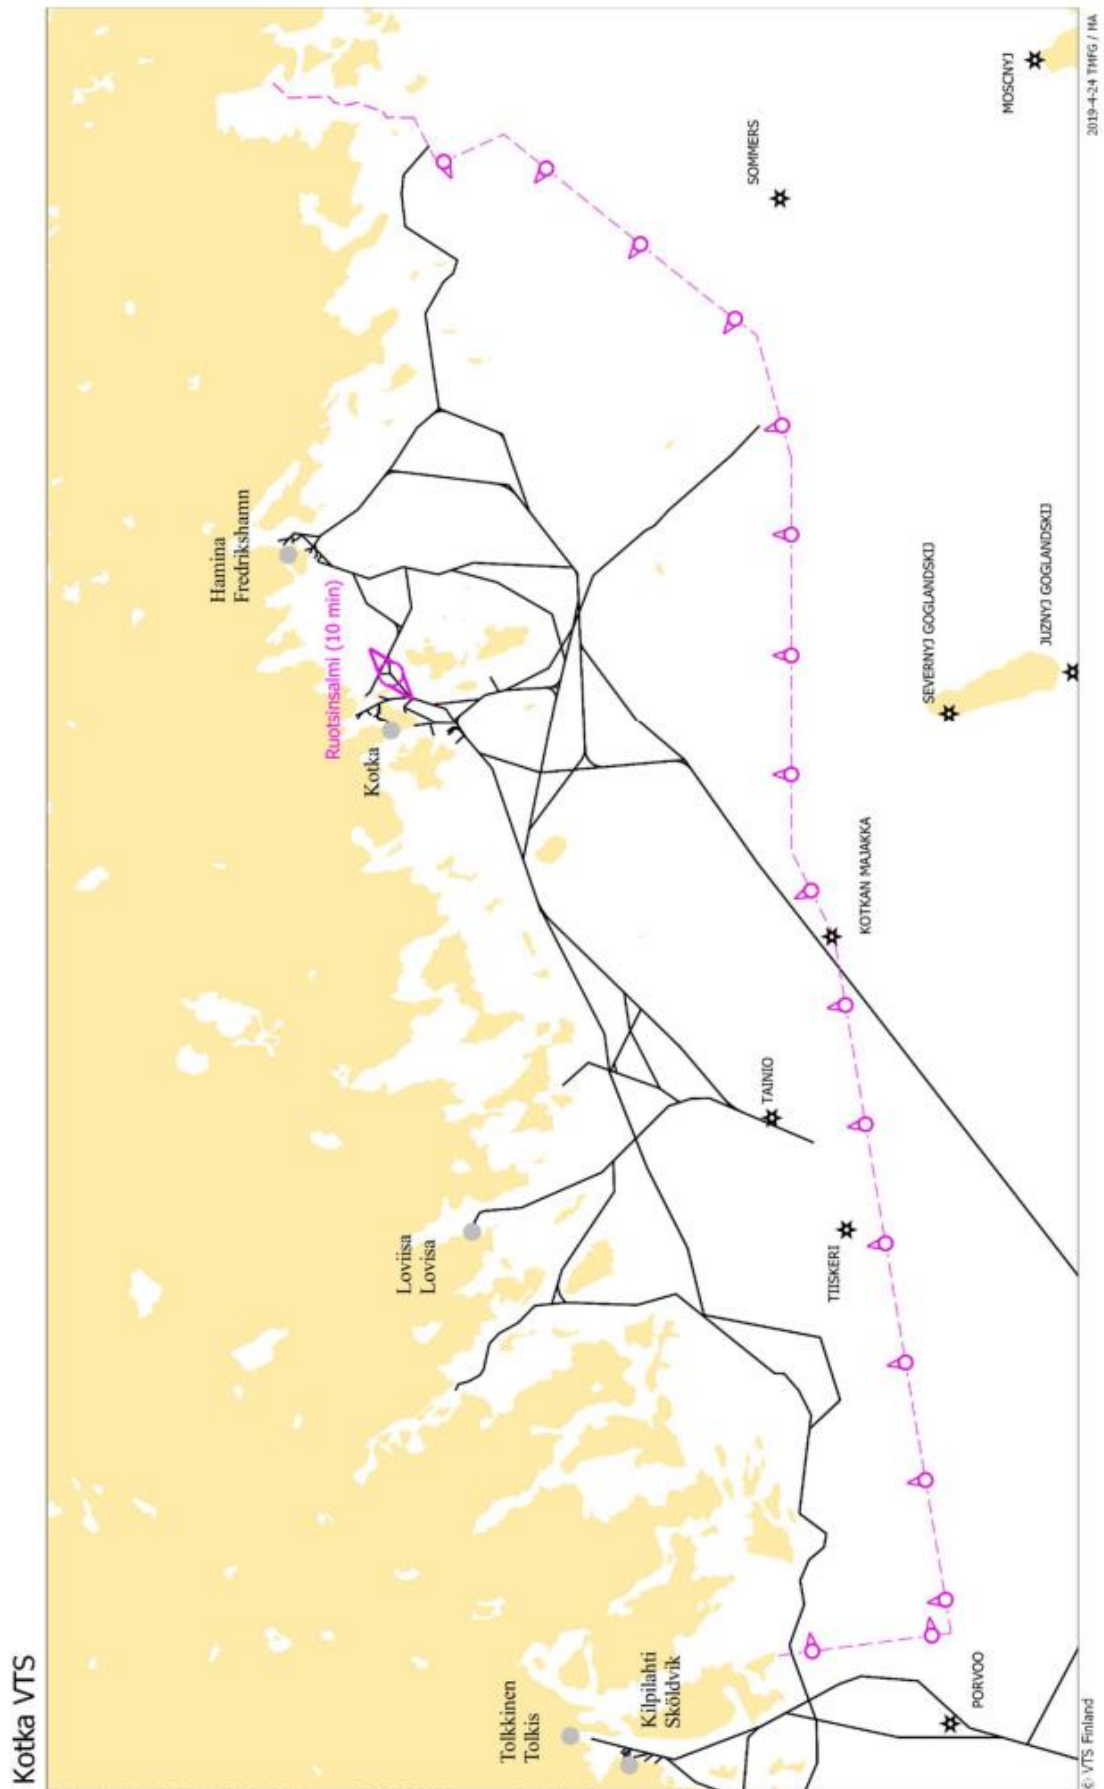 Kotka VTS
Hamina
Fredrikshamn
Ruotsinsalmi (10 min)
Kotka
Loviisa
Lovisa
Tolkkinen
Tolkis
Kilpilahti
Sköldvik
MOSCNYJ
SOMMERS
SEVERNYJ GOGLANDSKIJ
JUZNYJ GOGLANDSKIJ
KOTKAN MAJAKKA
TAINIO
TIISKERI
PORVOO
© VTS Finland
2019-4-24 TMFG / MA